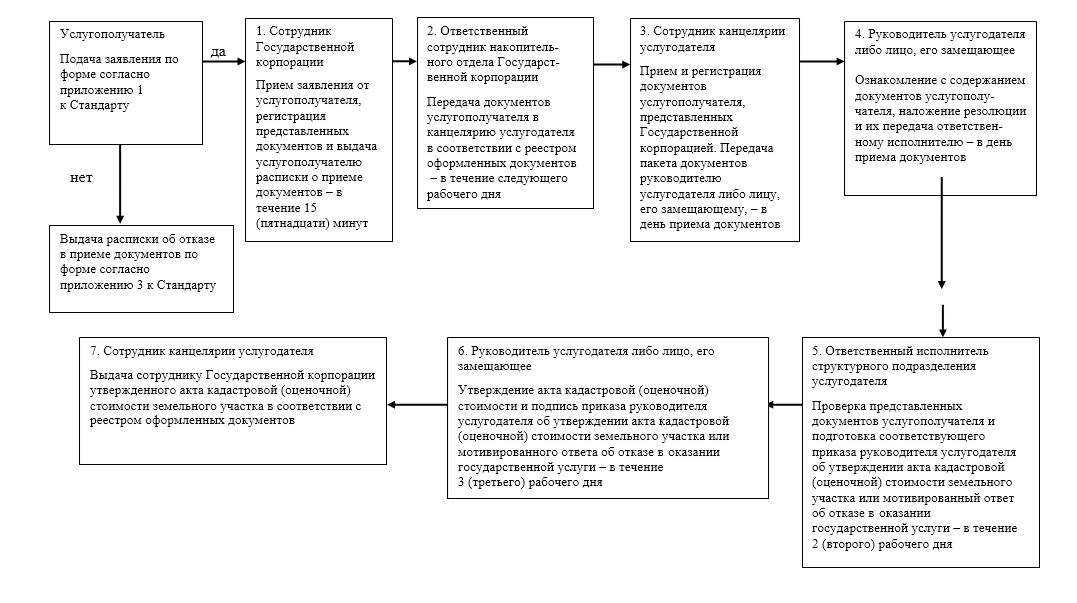 Услугополучатель
Подача заявления по
форме согласно
приложению 1
к Стандарту
да
нет
Выдача расписки об отказе
в приеме документов по
форме согласно
приложению 3 к Стандарту
1. Сотрудник
Государственной
корпорации
Прием заявления от
услугополучателя,
регистрация
представленных
документов и выдача
услугополучателю
расписки о приеме
документов – в
течение 15
(пятнадцати) минут
2. Ответственный
сотрудник накопитель-
ного отдела Государст-
венной корпорации
Передача документов
услугополучателя в
канцелярию услугодателя
в соответствии с реестром
оформленных документов
– в течение следующего
рабочего дня
3. Сотрудник канцелярии
услугодателя
Прием и регистрация
документов
услугополучателя,
представленных
Государственной
корпорацией. Передача
пакета документов
руководителю
услугодателя либо лицу,
его замещающему, – в
день приема документов
4. Руководитель услугодателя
либо лицо, его замещающее
Ознакомление с содержанием
документов услугополу-
чателя, наложение резолюции
и их передача ответствен-
ному исполнителю – в день
приема документов
5. Ответственный исполнитель
структурного подразделения
услугодателя
Проверка представленных
документов услугополучателя и
подготовка соответствующего
приказа руководителя услугодателя
об утверждении акта кадастровой
(оценочной) стоимости земельного
участка или мотивированный ответ
об отказе в оказании
государственной услуги – в течение
2 (второго) рабочего дня
6. Руководитель услугодателя либо лицо, его
замещающее
Утверждение акта кадастровой (оценочной)
стоимости и подпись приказа руководителя
услугодателя об утверждении акта кадастровой
(оценочной) стоимости земельного участка или
мотивированного ответа об отказе в оказании
государственной услуги – в течение
3 (третьего) рабочего дня
7. Сотрудник канцелярии услугодателя
Выдача сотруднику Государственной корпорации
утвержденного акта кадастровой (оценочной)
стоимости земельного участка в соответствии с
реестром оформленных документов